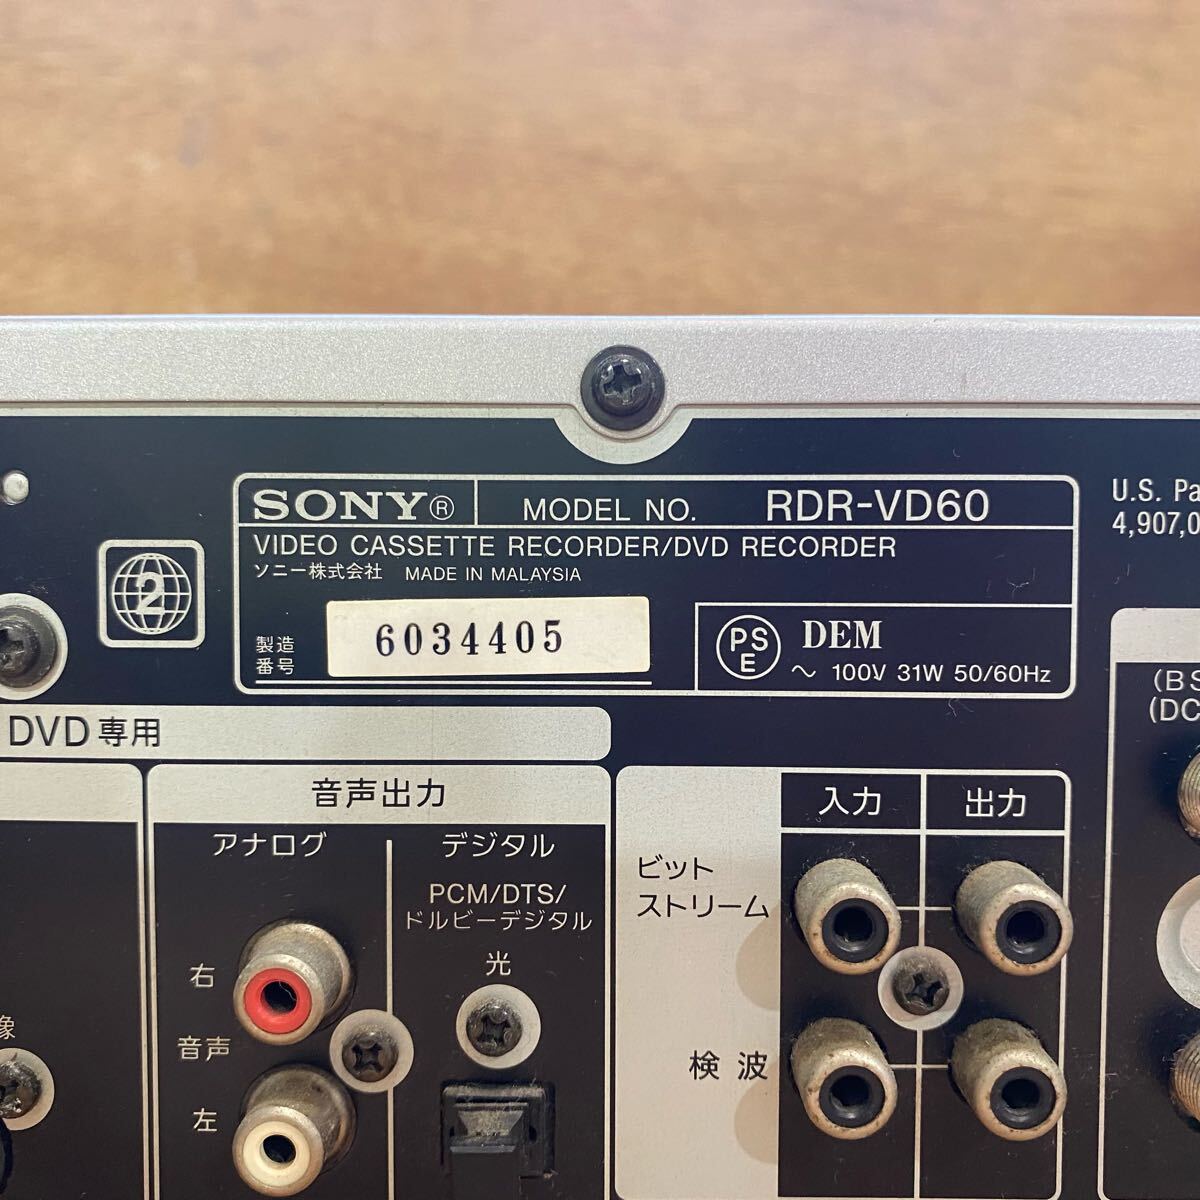 SONY® MODEL NO. RDR-VD60
VIDEO CASSETTE RECORDER/DVD RECORDER
ソニー株式会社 MADE IN MALAYSIA
製造番号 6034405
PSE DEM
～ 100V 31W 50/60Hz
2
U.S. Pa
4,907,0
DVD専用
音声出力
アナログ
デジタル
PCM/DTS/
ドルビーデジタル
光
右
音声
左
像
入力 出力
ビット
ストリーム
検波
(BS
(DC